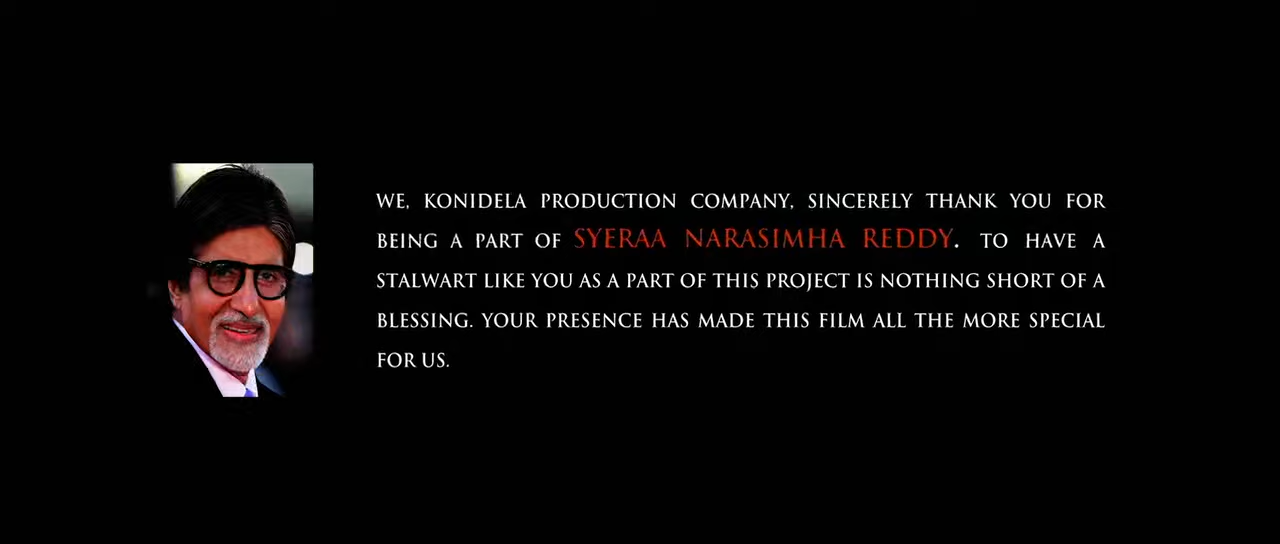 WE, KONIDELA PRODUCTION COMPANY, SINCERELY THANK YOU FOR
BEING A PART OF SYERAA NARASIMHA REDDY. TO HAVE A
STALWART LIKE YOU AS A PART OF THIS PROJECT IS NOTHING SHORT OF A
BLESSING. YOUR PRESENCE HAS MADE THIS FILM ALL THE MORE SPECIAL
FOR US.